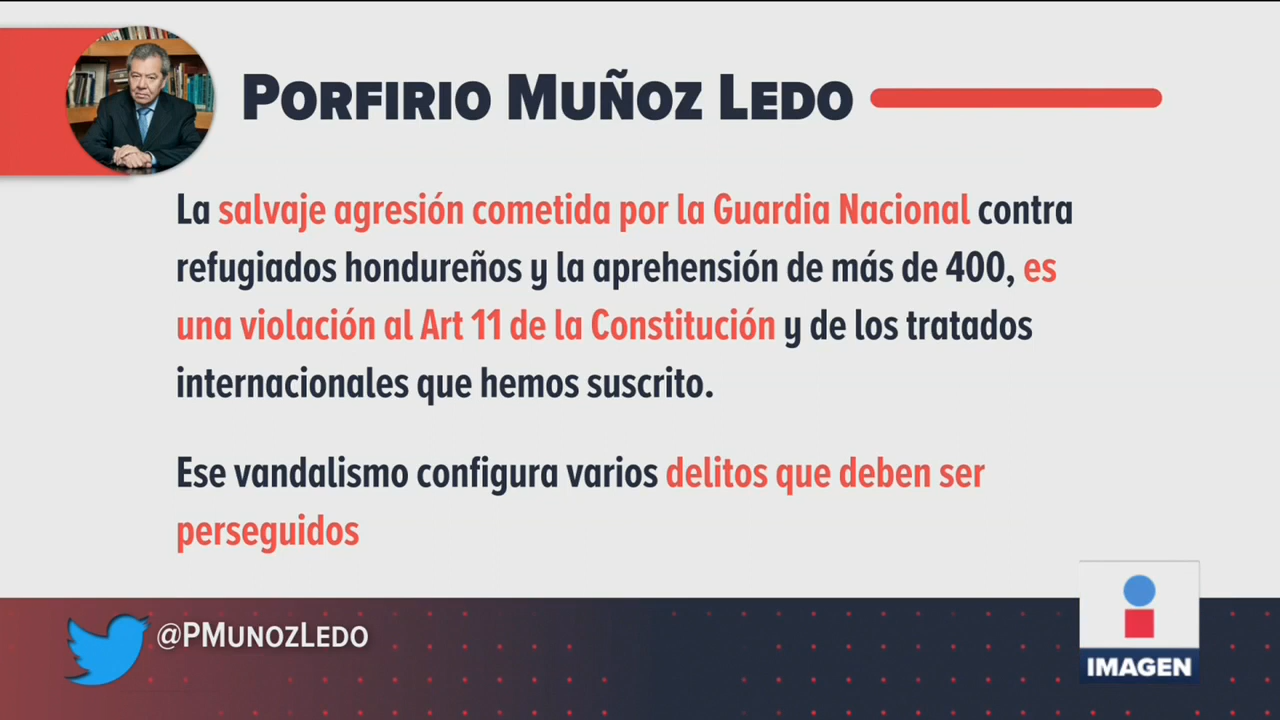 PORFIRIO MUÑOZ LEDO
La salvaje agresión cometida por la Guardia Nacional contra
refugiados hondureños y la aprehensión de más de 400, es
una violación al Art 11 de la Constitución y de los tratados
internacionales que hemos suscrito.
Ese vandalismo configura varios delitos que deben ser
perseguidos
@PMUNOZLEDO
IMAGEN